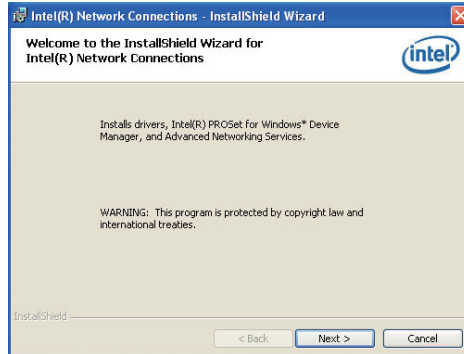 Intel(R) Network Connections - InstallShield Wizard
Welcome to the InstallShield Wizard for
Intel(R) Network Connections
intel
Installs drivers, Intel(R) PROSet for Windows* Device
Manager, and Advanced Networking Services.
WARNING: This program is protected by copyright law and
international treaties.
InstallShield
< Back Next > Cancel